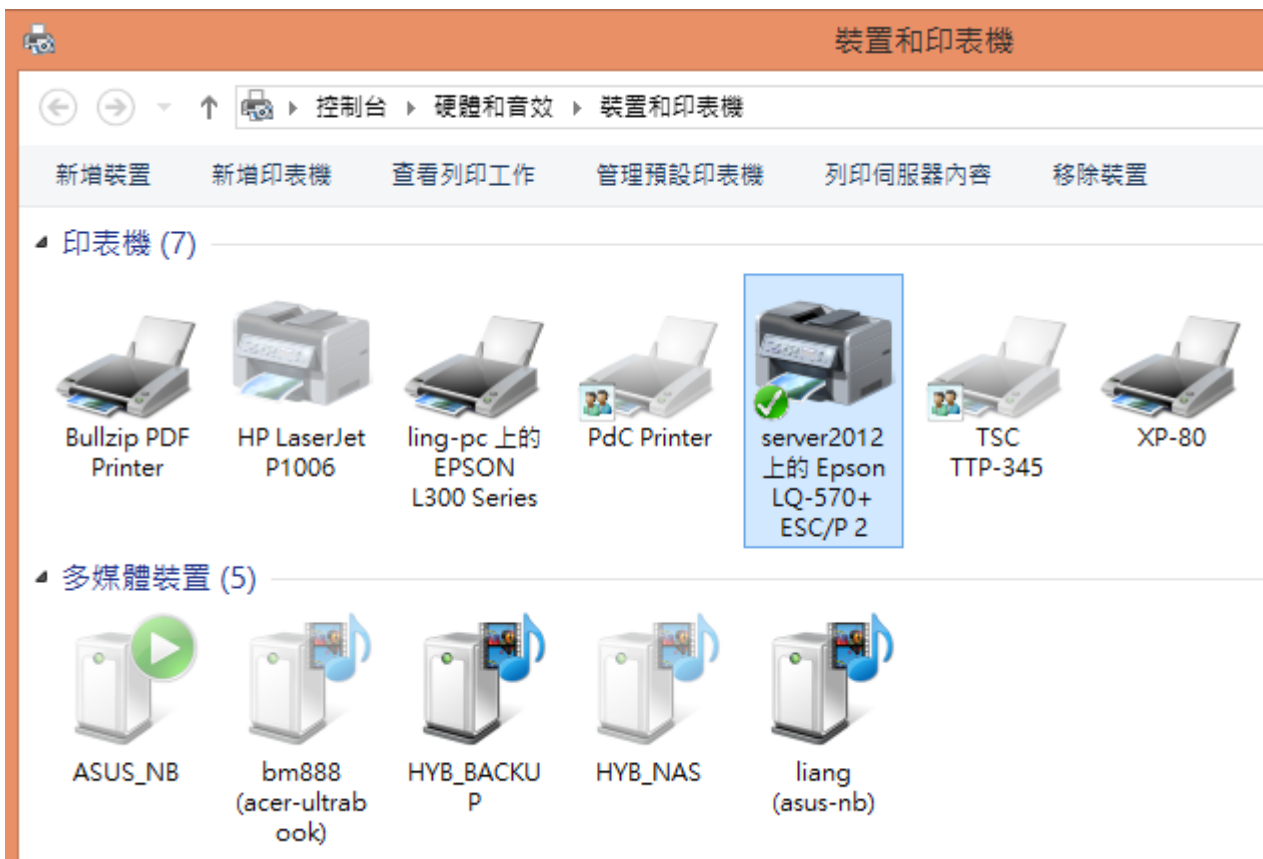 裝置和印表機
控制台 ▸ 硬體和音效 ▸ 裝置和印表機
新增裝置 新增印表機 查看列印工作 管理預設印表機 列印伺服器內容 移除裝置
印表機 (7)
Bullzip PDF
Printer
HP LaserJet
P1006
ling-pc 上的
EPSON
L300 Series
PdC Printer
server2012
上的 Epson
LQ-570+
ESC/P 2
TSC
TTP-345
XP-80
多媒體裝置 (5)
ASUS_NB
bm888
(acer-ultrab
ook)
HYB_BACKU
P
HYB_NAS
liang
(asus-nb)